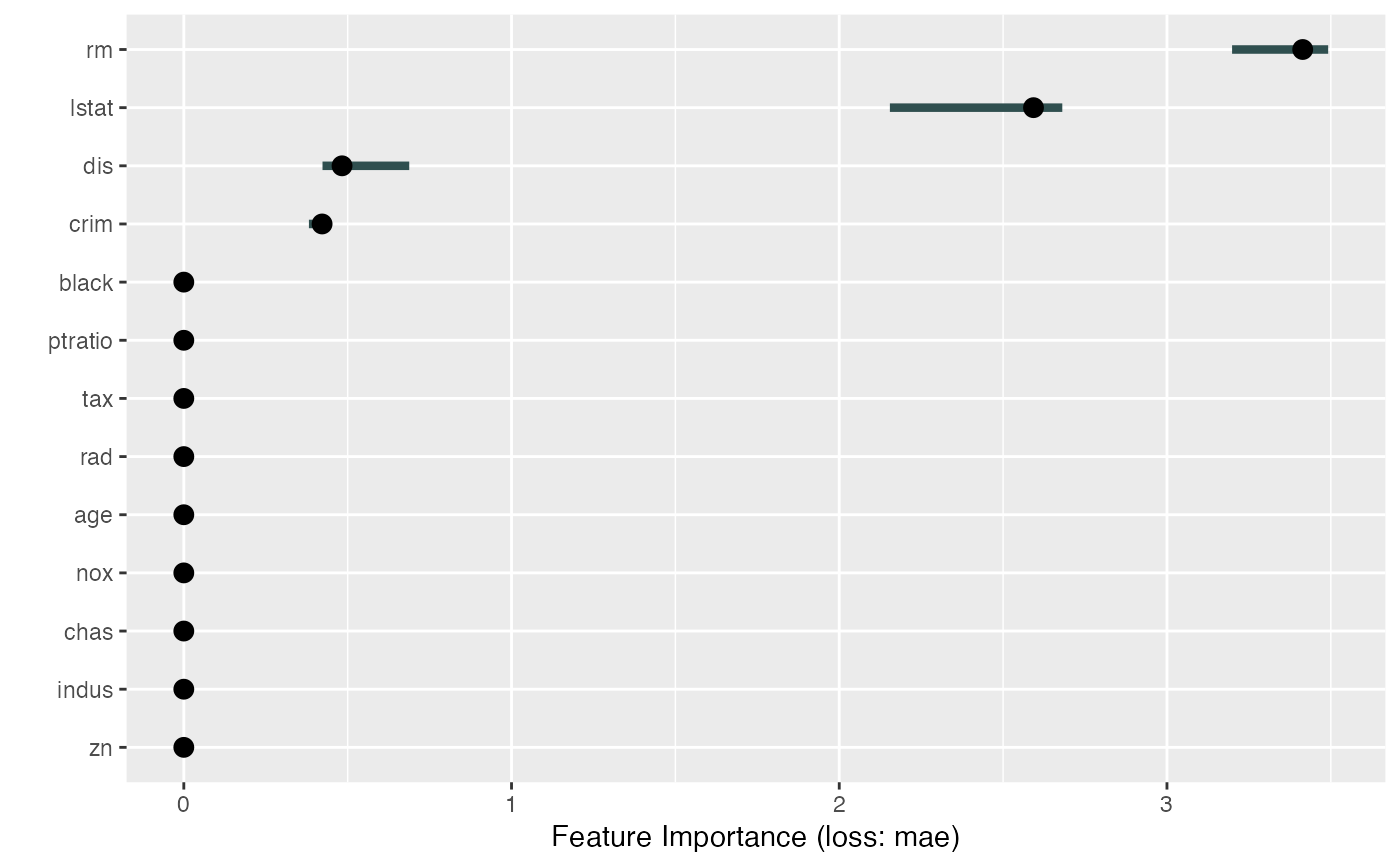 rm
lstat
dis
crim
black
ptratio
tax
rad
age
nox
chas
indus
zn
0 1 2 3
Feature Importance (loss: mae)